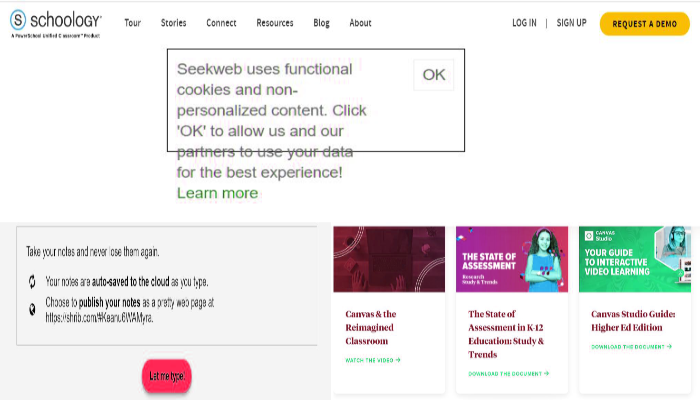 schoology®
A PowerSchool Unified Classroom™ Product
Tour
Stories
Connect
Resources
Blog
About
LOG IN | SIGN UP
REQUEST A DEMO
Seekweb uses functional
cookies and non-
personalized content. Click
'OK' to allow us and our
partners to use your data
for the best experience!
Learn more
OK
Take your notes and never lose them again.
Your notes are auto-saved to the cloud as you type.
Choose to publish your notes as a pretty web page at
https://shrib.com/#Keanu6WAMyra.
Let me type!
Canvas & the
Reimagined
Classroom
WATCH THE VIDEO →
THE STATE OF
ASSESSMENT
Research
Study & Trends
The State of
Assessment in K-12
Education: Study &
Trends
DOWNLOAD THE DOCUMENT →
CANVAS
Studio
YOUR GUIDE
TO INTERACTIVE
VIDEO LEARNING
Canvas Studio Guide:
Higher Ed Edition
DOWNLOAD THE DOCUMENT →